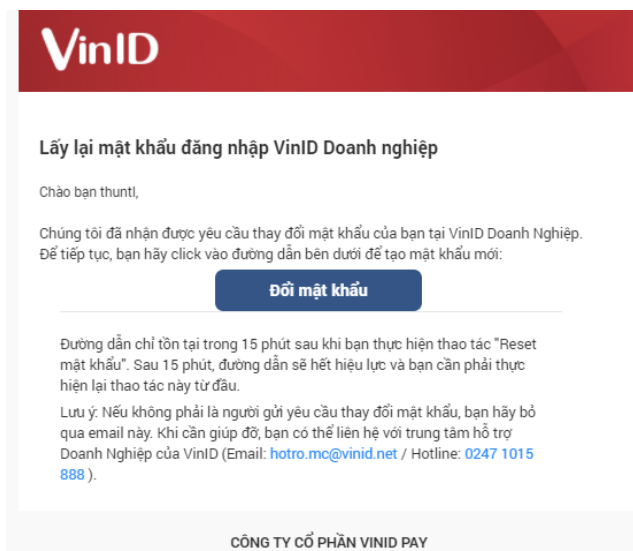 VinID
Lấy lại mật khẩu đăng nhập VinID Doanh nghiệp
Chào bạn thuntl,
Chúng tôi đã nhận được yêu cầu thay đổi mật khẩu của bạn tại VinID Doanh Nghiệp.
Để tiếp tục, bạn hãy click vào đường dẫn bên dưới để tạo mật khẩu mới:
Đổi mật khẩu
Đường dẫn chỉ tồn tại trong 15 phút sau khi bạn thực hiện thao tác "Reset
mật khẩu". Sau 15 phút, đường dẫn sẽ hết hiệu lực và bạn cần phải thực
hiện lại thao tác này từ đầu.
Lưu ý: Nếu không phải là người gửi yêu cầu thay đổi mật khẩu, bạn hãy bỏ
qua email này. Khi cần giúp đỡ, bạn có thể liên hệ với trung tâm hỗ trợ
Doanh Nghiệp của VinID (Email: hotro.mc@vinid.net / Hotline: 0247 1015
888 ).
CÔNG TY CỔ PHẦN VINID PAY